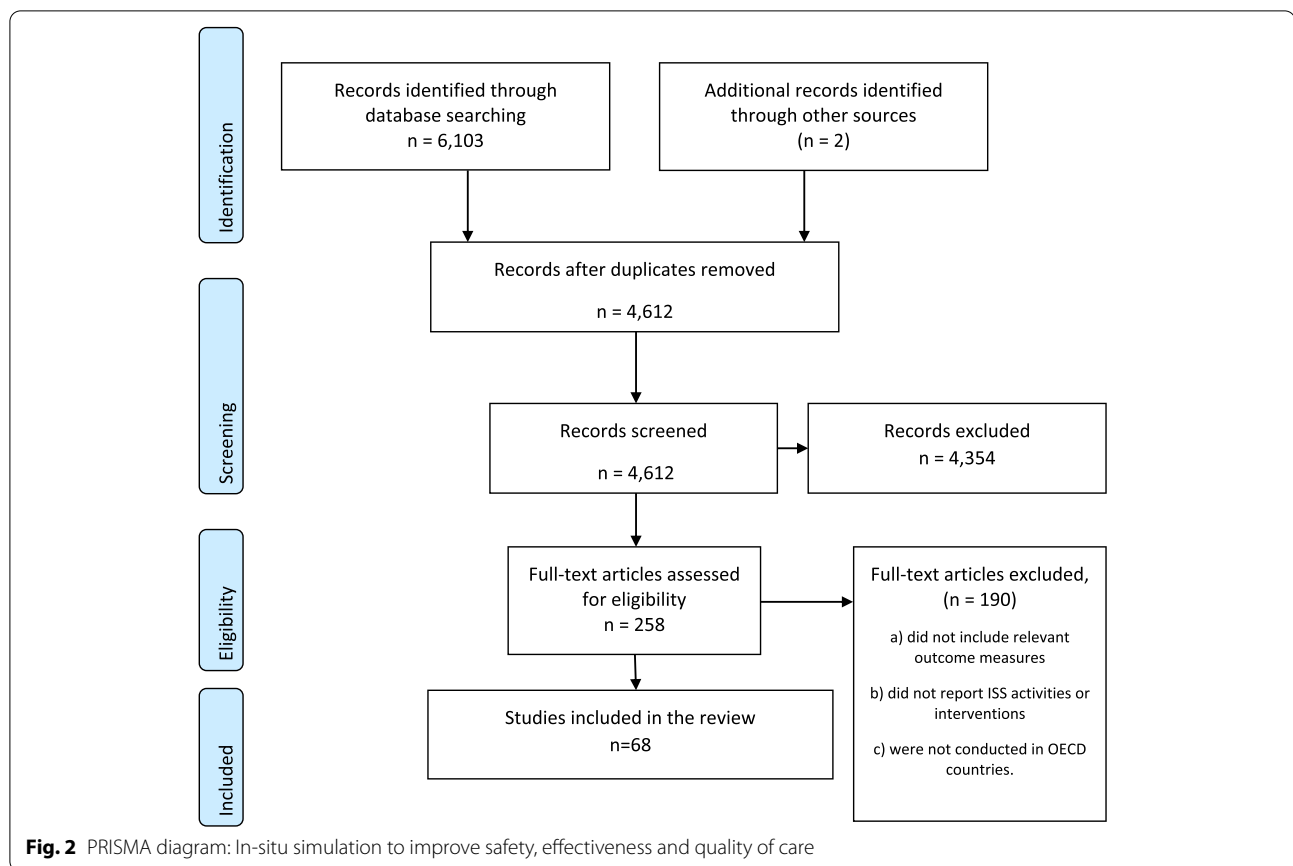 Identification
Records identified through
database searching
n = 6,103
Additional records identified
through other sources
(n = 2)
Records after duplicates removed
n = 4,612
Screening
Records screened
n = 4,612
Records excluded
n = 4,354
Eligibility
Full-text articles assessed
for eligibility
n = 258
Full-text articles excluded,
(n = 190)
a) did not include relevant
outcome measures
b) did not report ISS activities or
interventions
c) were not conducted in OECD
countries.
Included
Studies included in the review
n=68
Fig. 2 PRISMA diagram: In-situ simulation to improve safety, effectiveness and quality of care